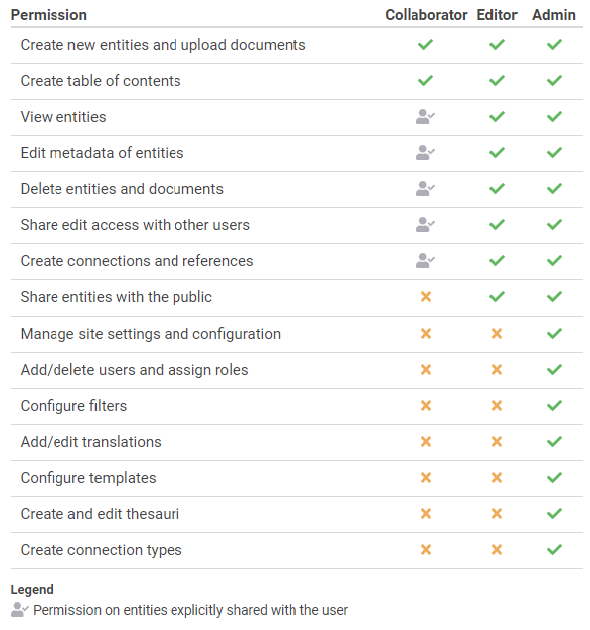 Permission Collaborator Editor Admin
Create new entities and upload documents
Create table of contents
View entities
Edit metadata of entities
Delete entities and documents
Share edit access with other users
Create connections and references
Share entities with the public
Manage site settings and configuration
Add/delete users and assign roles
Configure filters
Add/edit translations
Configure templates
Create and edit thesauri
Create connection types
Legend
Permission on entities explicitly shared with the user